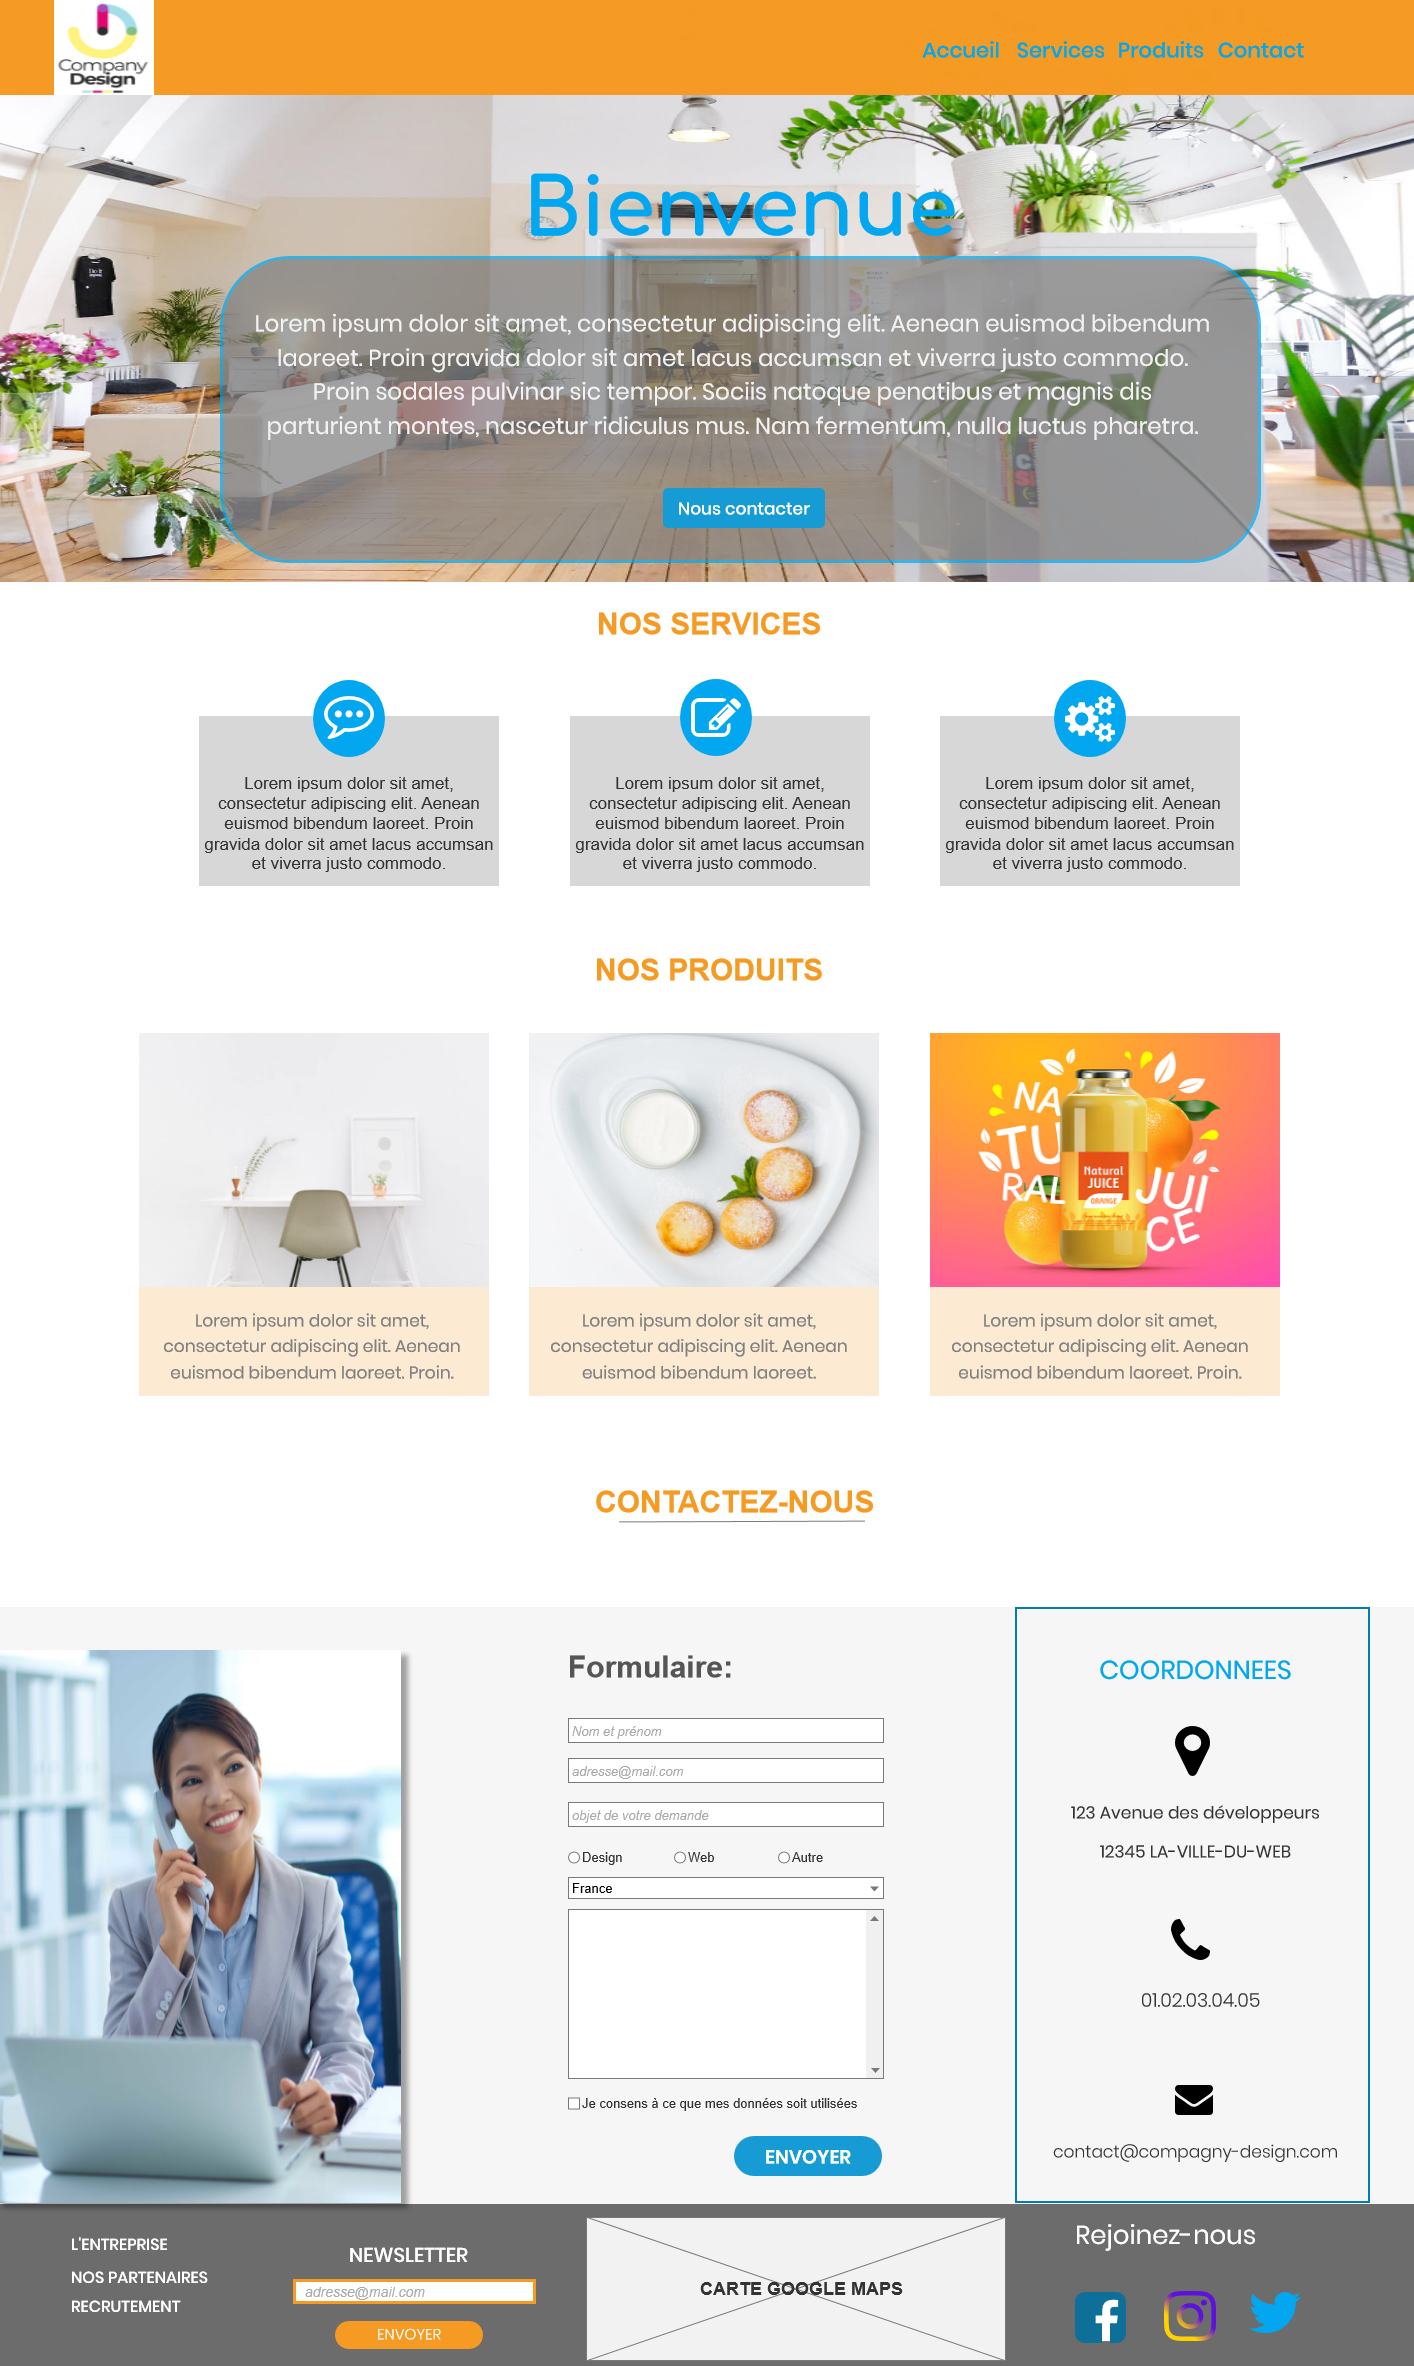 Company
Design
Accueil Services Produits Contact
Bienvenue
Lorem ipsum dolor sit amet, consectetur adipiscing elit. Aenean euismod bibendum
laoreet. Proin gravida dolor sit amet lacus accumsan et viverra justo commodo.
Proin sodales pulvinar sic tempor. Sociis natoque penatibus et magnis dis
parturient montes, nascetur ridiculus mus. Nam fermentum, nulla luctus pharetra.
Nous contacter
NOS SERVICES
Lorem ipsum dolor sit amet,
consectetur adipiscing elit. Aenean
euismod bibendum laoreet. Proin
gravida dolor sit amet lacus accumsan
et viverra justo commodo.
Lorem ipsum dolor sit amet,
consectetur adipiscing elit. Aenean
euismod bibendum laoreet. Proin
gravida dolor sit amet lacus accumsan
et viverra justo commodo.
Lorem ipsum dolor sit amet,
consectetur adipiscing elit. Aenean
euismod bibendum laoreet. Proin
gravida dolor sit amet lacus accumsan
et viverra justo commodo.
NOS PRODUITS
NA
TU
RAL
JUI
CE
Natural
JUICE
ORANGE
Lorem ipsum dolor sit amet,
consectetur adipiscing elit. Aenean
euismod bibendum laoreet. Proin.
Lorem ipsum dolor sit amet,
consectetur adipiscing elit. Aenean
euismod bibendum laoreet.
Lorem ipsum dolor sit amet,
consectetur adipiscing elit. Aenean
euismod bibendum laoreet. Proin.
CONTACTEZ-NOUS
Formulaire:
Nom et prénom
adresse@mail.com
objet de votre demande
Design Web Autre
France
Je consens à ce que mes données soit utilisées
ENVOYER
COORDONNEES
123 Avenue des développeurs
12345 LA-VILLE-DU-WEB
01.02.03.04.05
contact@compagny-design.com
L'ENTREPRISE
NOS PARTENAIRES
RECRUTEMENT
NEWSLETTER
adresse@mail.com
ENVOYER
CARTE GOOGLE MAPS
Rejoinez-nous